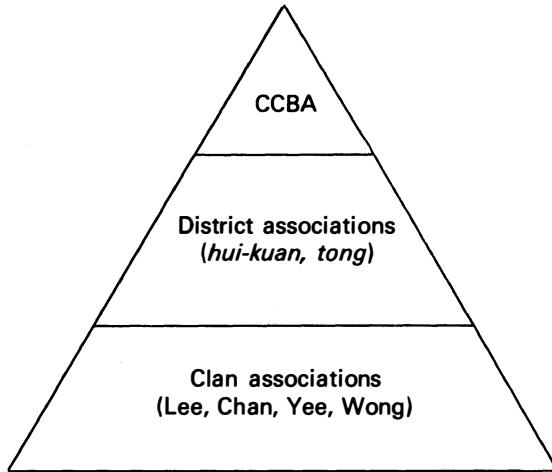 CCBA
District associations
(hui-kuan, tong)
Clan associations
(Lee, Chan, Yee, Wong)